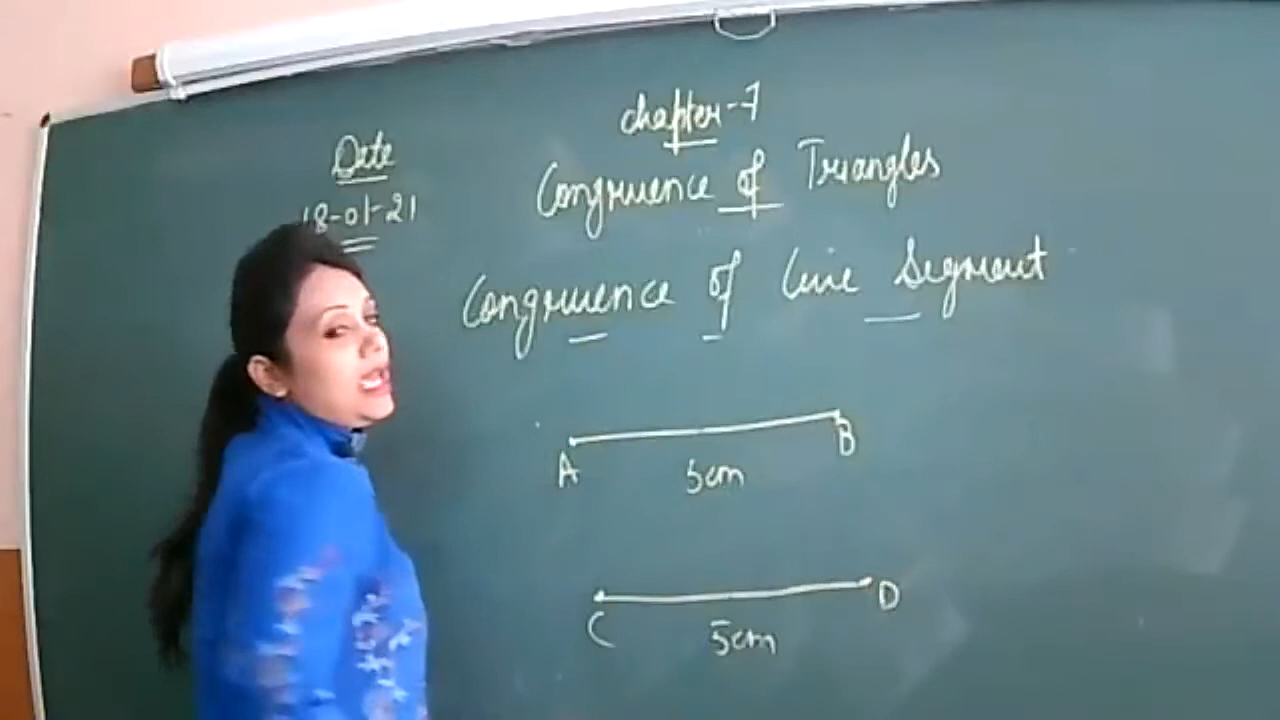 Date
18-01-21
chapter-7
Congruence of Triangles
Congruence of Line Segment
A B
5cm
C D
5cm